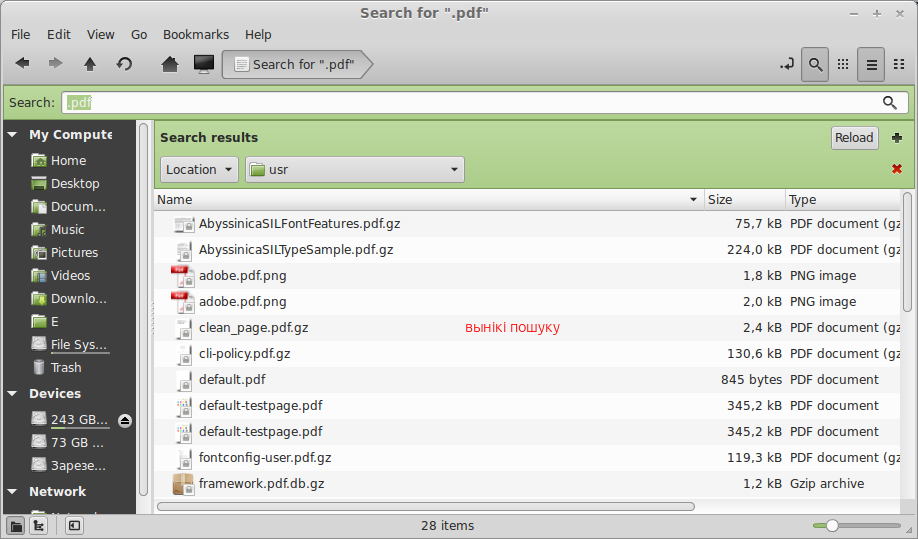 Search for ".pdf"
File Edit View Go Bookmarks Help
Search for ".pdf"
Search: .pdf
My Compute
Home
Desktop
Docum...
Music
Pictures
Videos
Downlo...
E
File Sys...
Trash
Devices
243 GB...
73 GB ...
Зарезе...
Network
Search results
Reload
Location
usr
Name Size Type
AbyssinicaSILFontFeatures.pdf.gz 75,7 kB PDF document (gz
AbyssinicaSILTypeSample.pdf.gz 224,0 kB PDF document (gz
adobe.pdf.png 1,8 kB PNG image
adobe.pdf.png 2,0 kB PNG image
clean_page.pdf.gz вынікі пошуку 2,4 kB PDF document (gz
cli-policy.pdf.gz 130,6 kB PDF document (gz
default.pdf 845 bytes PDF document
default-testpage.pdf 345,2 kB PDF document
default-testpage.pdf 345,2 kB PDF document
fontconfig-user.pdf.gz 119,3 kB PDF document (gz
framework.pdf.db.gz 1,2 kB Gzip archive
28 items